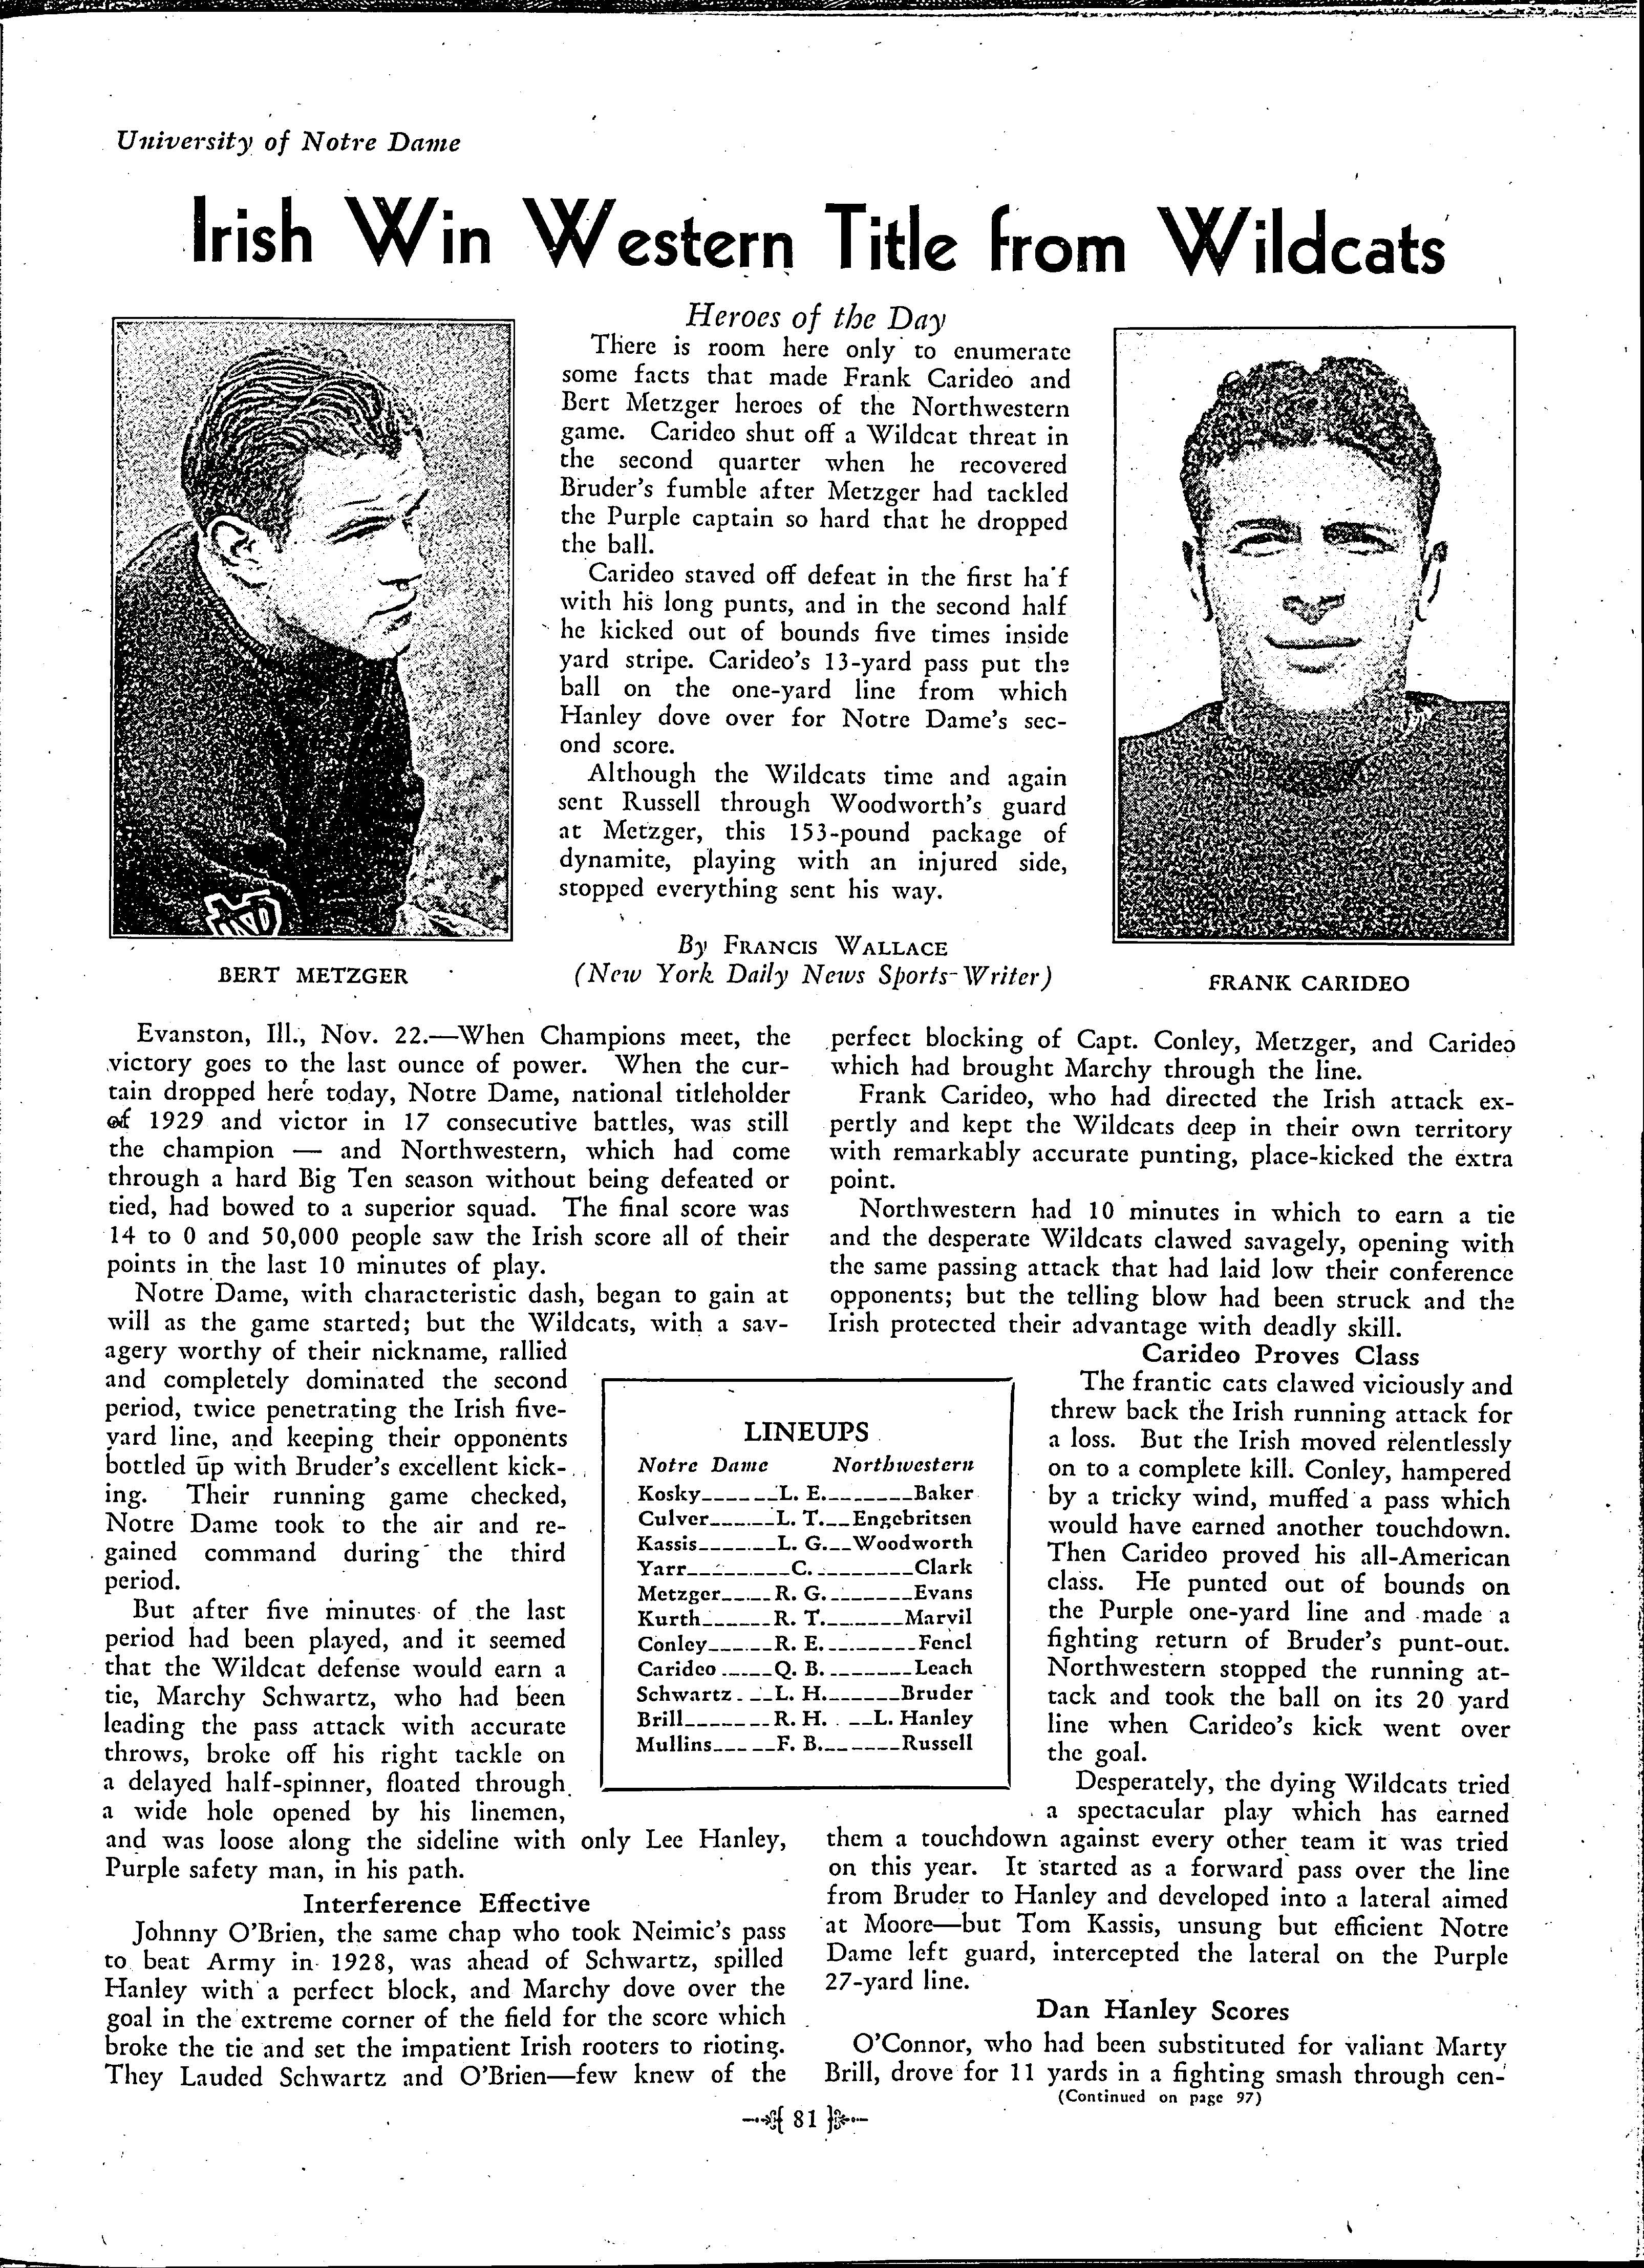 University of Notre Dame
Irish Win Western Title from Wildcats
Heroes of the Day
There is room here only to enumerate
some facts that made Frank Carideo and
Bert Metzger heroes of the Northwestern
game. Carideo shut off a Wildcat threat in
the second quarter when he recovered
Bruder's fumble after Metzger had tackled
the Purple captain so hard that he dropped
the ball.
Carideo staved off defeat in the first ha'f
with his long punts, and in the second half
he kicked out of bounds five times inside
yard stripe. Carideo's 13-yard pass put the
ball on the one-yard line from which
Hanley dove over for Notre Dame's sec-
ond score.
Although the Wildcats time and again
sent Russell through Woodworth's guard
at Metzger, this 153-pound package of
dynamite, playing with an injured side,
stopped everything sent his way.
By FRANCIS WALLACE
(New York Daily News Sports-Writer)
BERT METZGER
FRANK CARIDEO
Evanston, Ill., Nov. 22.—When Champions meet, the
victory goes to the last ounce of power. When the cur-
tain dropped here today, Notre Dame, national titleholder
of 1929 and victor in 17 consecutive battles, was still
the champion — and Northwestern, which had come
through a hard Big Ten season without being defeated or
tied, had bowed to a superior squad. The final score was
14 to 0 and 50,000 people saw the Irish score all of their
points in the last 10 minutes of play.
Notre Dame, with characteristic dash, began to gain at
will as the game started; but the Wildcats, with a sav-
agery worthy of their nickname, rallied
and completely dominated the second
period, twice penetrating the Irish five-
yard line, and keeping their opponents
bottled up with Bruder's excellent kick-
ing. Their running game checked,
Notre Dame took to the air and re-
gained command during the third
period.
But after five minutes of the last
period had been played, and it seemed
that the Wildcat defense would earn a
tie, Marchy Schwartz, who had been
leading the pass attack with accurate
throws, broke off his right tackle on
a delayed half-spinner, floated through
a wide hole opened by his linemen,
and was loose along the sideline with only Lee Hanley,
Purple safety man, in his path.
Interference Effective
Johnny O'Brien, the same chap who took Neimic's pass
to beat Army in 1928, was ahead of Schwartz, spilled
Hanley with a perfect block, and Marchy dove over the
goal in the extreme corner of the field for the score which
broke the tie and set the impatient Irish rooters to rioting.
They Lauded Schwartz and O'Brien—few knew of the
LINEUPS
Notre Dame Northwestern
Kosky-------L. E.--------Baker
Culver------L. T.---Engebritsen
Kassis-------L. G.---Woodworth
Yarr---------C.---------Clark
Metzger-----R. G.--------Evans
Kurth------R. T.-------Marvil
Conley------R. E.--------Fencl
Carideo-----Q. B.--------Leach
Schwartz---L. H.-------Bruder
Brill-------R. H.---L. Hanley
Mullins-----F. B.-------Russell
perfect blocking of Capt. Conley, Metzger, and Carideo
which had brought Marchy through the line.
Frank Carideo, who had directed the Irish attack ex-
pertly and kept the Wildcats deep in their own territory
with remarkably accurate punting, place-kicked the extra
point.
Northwestern had 10 minutes in which to earn a tie
and the desperate Wildcats clawed savagely, opening with
the same passing attack that had laid low their conference
opponents; but the telling blow had been struck and the
Irish protected their advantage with deadly skill.
Carideo Proves Class
The frantic cats clawed viciously and
threw back the Irish running attack for
a loss. But the Irish moved relentlessly
on to a complete kill. Conley, hampered
by a tricky wind, muffed a pass which
would have earned another touchdown.
Then Carideo proved his all-American
class. He punted out of bounds on
the Purple one-yard line and made a
fighting return of Bruder's punt-out.
Northwestern stopped the running at-
tack and took the ball on its 20 yard
line when Carideo's kick went over
the goal.
Desperately, the dying Wildcats tried
a spectacular play which has earned
them a touchdown against every other team it was tried
on this year. It started as a forward pass over the line
from Bruder to Hanley and developed into a lateral aimed
at Moore—but Tom Kassis, unsung but efficient Notre
Dame left guard, intercepted the lateral on the Purple
27-yard line.
Dan Hanley Scores
O'Connor, who had been substituted for valiant Marty
Brill, drove for 11 yards in a fighting smash through cen-
(Continued on page 97)
81